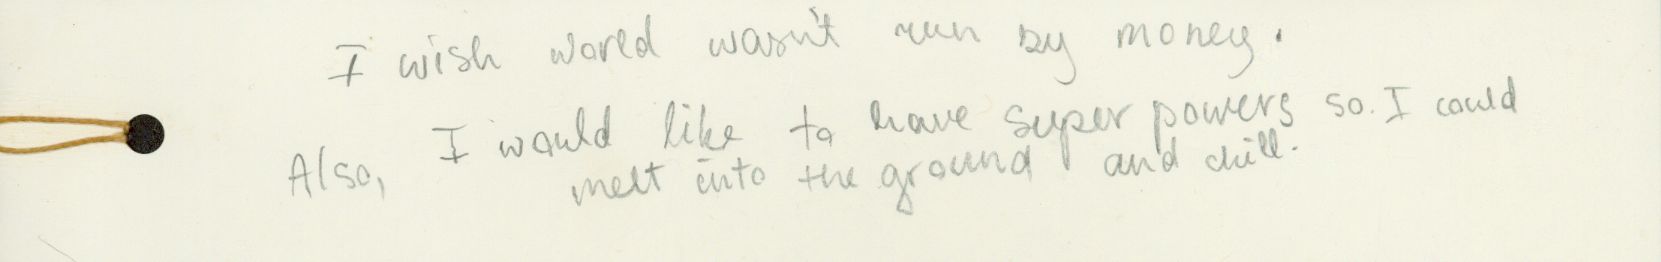 I wish world wasn't run by money.
Also, I would like to have super powers so. I could
melt into the ground and chill.